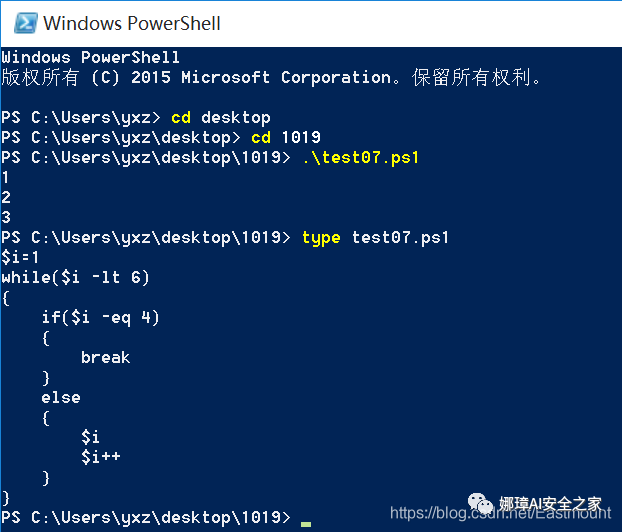 Windows PowerShell
Windows PowerShell
版权所有 (C) 2015 Microsoft Corporation。保留所有权利。
PS C:\Users\yxz> cd desktop
PS C:\Users\yxz\desktop> cd 1019
PS C:\Users\yxz\desktop\1019> .\test07.ps1
1
2
3
PS C:\Users\yxz\desktop\1019> type test07.ps1
$i=1
while($i -lt 6)
{
    if($i -eq 4)
    {
        break
    }
    else
    {
        $i
        $i++
    }
}
PS C:\Users\yxz\desktop\1019>
娜璋AI安全之家
https://blog.csdn.net/Eastmount